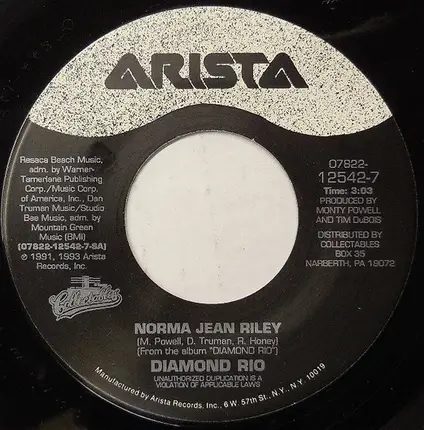 ARISTA
Resaca Beach Music,
adm. by Warner-
Tamerlane Publishing
Corp./Music Corp.
of America, Inc., Dan
Truman Music/Studio
Bee Music, adm. by
Mountain Green
Music (BMI)
(07822-12542-7-SA)
℗ 1991, 1993 Arista
Records, Inc.
Collectables
07822-
12542-7
Time: 3:03
PRODUCED BY
MONTY POWELL
AND TIM DuBOIS
DISTRIBUTED BY
COLLECTABLES
BOX 35
NARBERTH, PA 19072
NORMA JEAN RILEY
(M. Powell, D. Truman, R. Honey)
(From the album "DIAMOND RIO")
DIAMOND RIO
UNAUTHORIZED DUPLICATION IS A
VIOLATION OF APPLICABLE LAWS
Manufactured by Arista Records, Inc., 6 W. 57th St., N.Y., N.Y. 10019